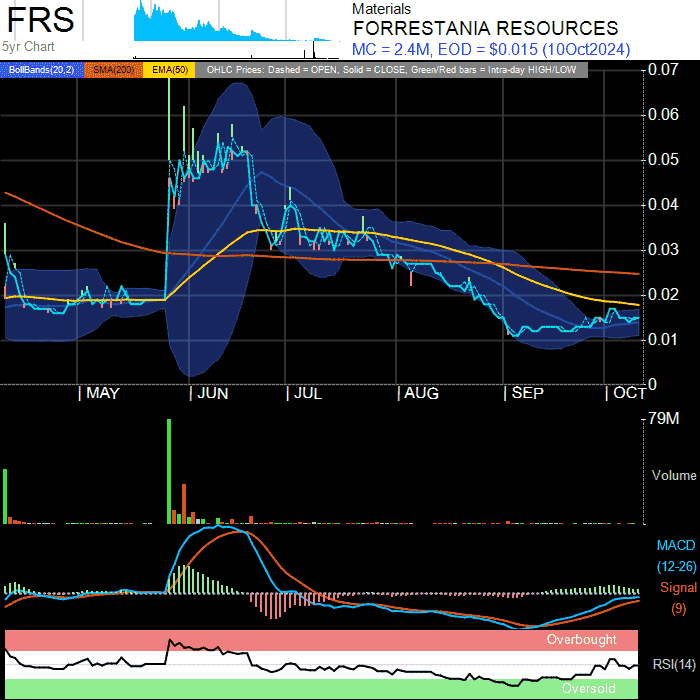 FRS
5yr Chart
Materials
FORRESTANIA RESOURCES
MC = 2.4M, EOD = $0.015 (10Oct2024)
BollBands(20,2) SMA(200) EMA(50) OHLC Prices: Dashed = OPEN, Solid = CLOSE, Green/Red bars = Intra-day HIGH/LOW
0.07
0.06
0.05
0.04
0.03
0.02
0.01
0
MAY JUN JUL AUG SEP OCT
79M
Volume
MACD
(12-26)
Signal
(9)
Overbought
RSI(14)
Oversold